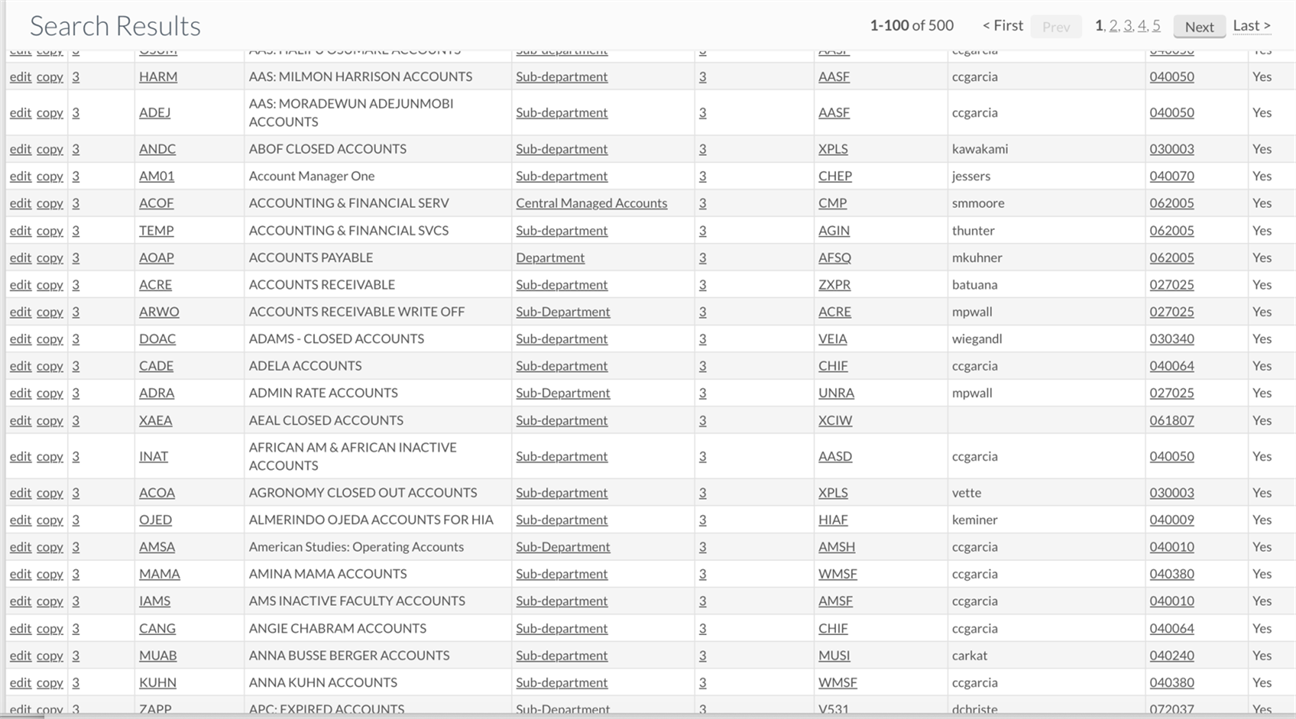 Search Results 1-100 of 500 < First Prev 1, 2, 3, 4, 5 Next Last >
edit copy 3 HARM AAS: MILMON HARRISON ACCOUNTS Sub-department 3 AASF ccgarcia 040050 Yes
edit copy 3 ADEJ AAS: MORADEWUN ADEJUNMOBI
ACCOUNTS Sub-department 3 AASF ccgarcia 040050 Yes
edit copy 3 ANDC ABOF CLOSED ACCOUNTS Sub-department 3 XPLS kawakami 030003 Yes
edit copy 3 AM01 Account Manager One Sub-department 3 CHEP jessers 040070 Yes
edit copy 3 ACOF ACCOUNTING & FINANCIAL SERV Central Managed Accounts 3 CMP smmoore 062005 Yes
edit copy 3 TEMP ACCOUNTING & FINANCIAL SVCS Sub-department 3 AGIN thunter 062005 Yes
edit copy 3 AOAP ACCOUNTS PAYABLE Department 3 AFSQ mkuhner 062005 Yes
edit copy 3 ACRE ACCOUNTS RECEIVABLE Sub-department 3 ZXPR batuana 027025 Yes
edit copy 3 ARWO ACCOUNTS RECEIVABLE WRITE OFF Sub-Department 3 ACRE mpwall 027025 Yes
edit copy 3 DOAC ADAMS - CLOSED ACCOUNTS Sub-department 3 VEIA wiegandl 030340 Yes
edit copy 3 CADE ADELA ACCOUNTS Sub-department 3 CHIF ccgarcia 040064 Yes
edit copy 3 ADRA ADMIN RATE ACCOUNTS Sub-Department 3 UNRA mpwall 027025 Yes
edit copy 3 XAEA AEAL CLOSED ACCOUNTS Sub-department 3 XCIW 061807 Yes
edit copy 3 INAT AFRICAN AM & AFRICAN INACTIVE
ACCOUNTS Sub-department 3 AASD ccgarcia 040050 Yes
edit copy 3 ACOA AGRONOMY CLOSED OUT ACCOUNTS Sub-department 3 XPLS vette 030003 Yes
edit copy 3 OJED ALMERINDO OJEDA ACCOUNTS FOR HIA Sub-department 3 HIAF keminer 040009 Yes
edit copy 3 AMSA American Studies: Operating Accounts Sub-Department 3 AMSH ccgarcia 040010 Yes
edit copy 3 MAMA AMINA MAMA ACCOUNTS Sub-department 3 WMSF ccgarcia 040380 Yes
edit copy 3 IAMS AMS INACTIVE FACULTY ACCOUNTS Sub-department 3 AMSF ccgarcia 040010 Yes
edit copy 3 CANG ANGIE CHABRAM ACCOUNTS Sub-department 3 CHIF ccgarcia 040064 Yes
edit copy 3 MUAB ANNA BUSSE BERGER ACCOUNTS Sub-department 3 MUSI carkat 040240 Yes
edit copy 3 KUHN ANNA KUHN ACCOUNTS Sub-department 3 WMSF ccgarcia 040380 Yes
edit copy 3 ZAPP APC: EXPIRED ACCOUNTS Sub-Department 3 V531 dchriste 072037 Yes